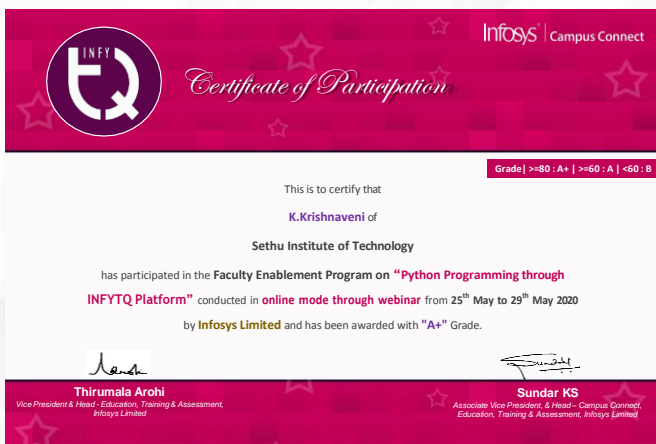 INFY
TQ
Infosys® | Campus Connect
Certificate of Participation
Grade| >=80 : A+ | >=60 : A | <60 : B
This is to certify that
K.Krishnaveni of
Sethu Institute of Technology
has participated in the Faculty Enablement Program on “Python Programming through
INFYTQ Platform” conducted in online mode through webinar from 25th May to 29th May 2020
by Infosys Limited and has been awarded with "A+" Grade.
Thirumala Arohi
Vice President & Head - Education, Training & Assessment,
Infosys Limited
Sundar KS
Associate Vice President, & Head – Campus Connect,
Education, Training & Assessment, Infosys Limited